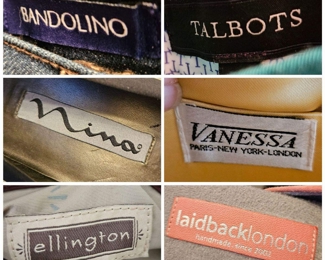 BANDOLINO
TALBOTS
Nina
VANESSA
PARIS-NEW YORK-LONDON
ellington
laidbacklondon
handmade since 2002